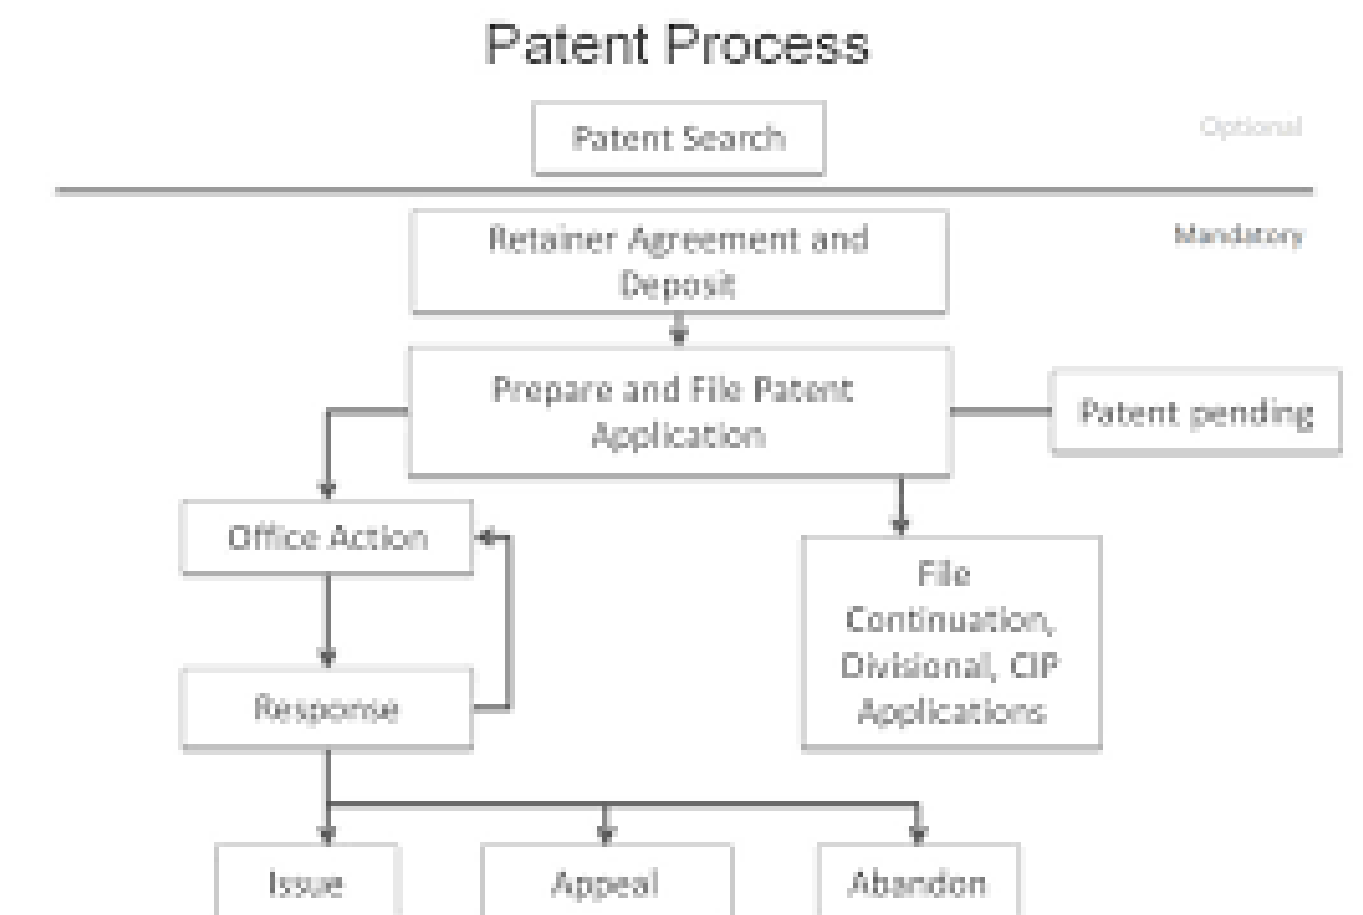 Patent Process
Patent Search
Optional
Retainer Agreement and
Deposit
Mandatory
Prepare and File Patent
Application
Patent pending
Office Action
File
Continuation,
Divisional, CIP
Applications
Response
Issue
Appeal
Abandon